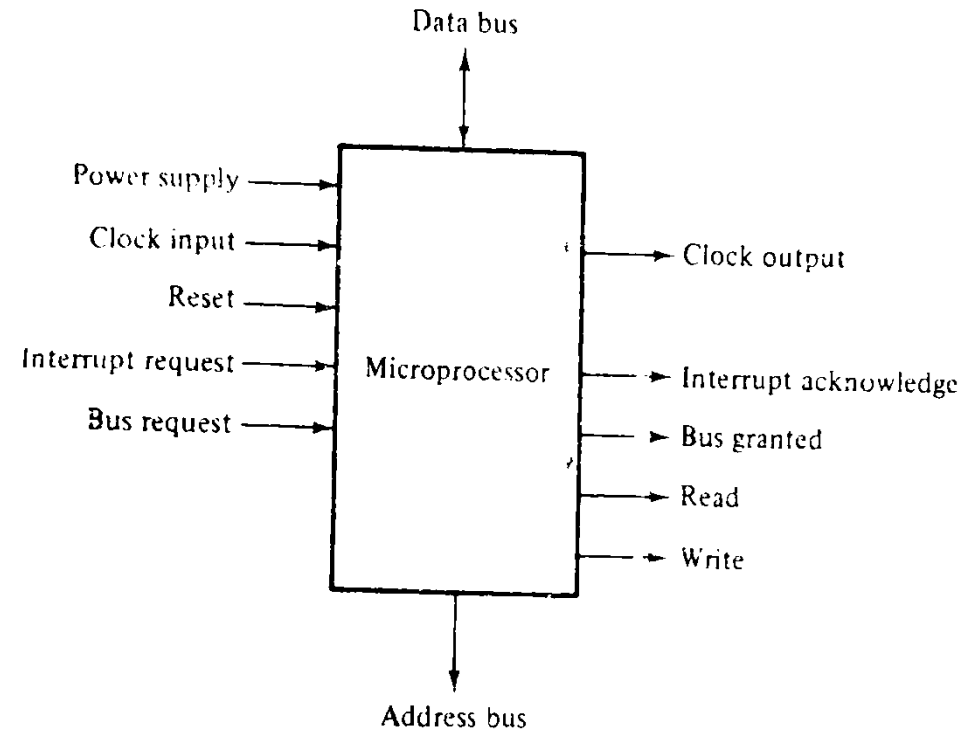 Data bus
Power supply
Clock input
Clock output
Reset
Interrupt request
Microprocessor
Interrupt acknowledge
Bus request
Bus granted
Read
Write
Address bus